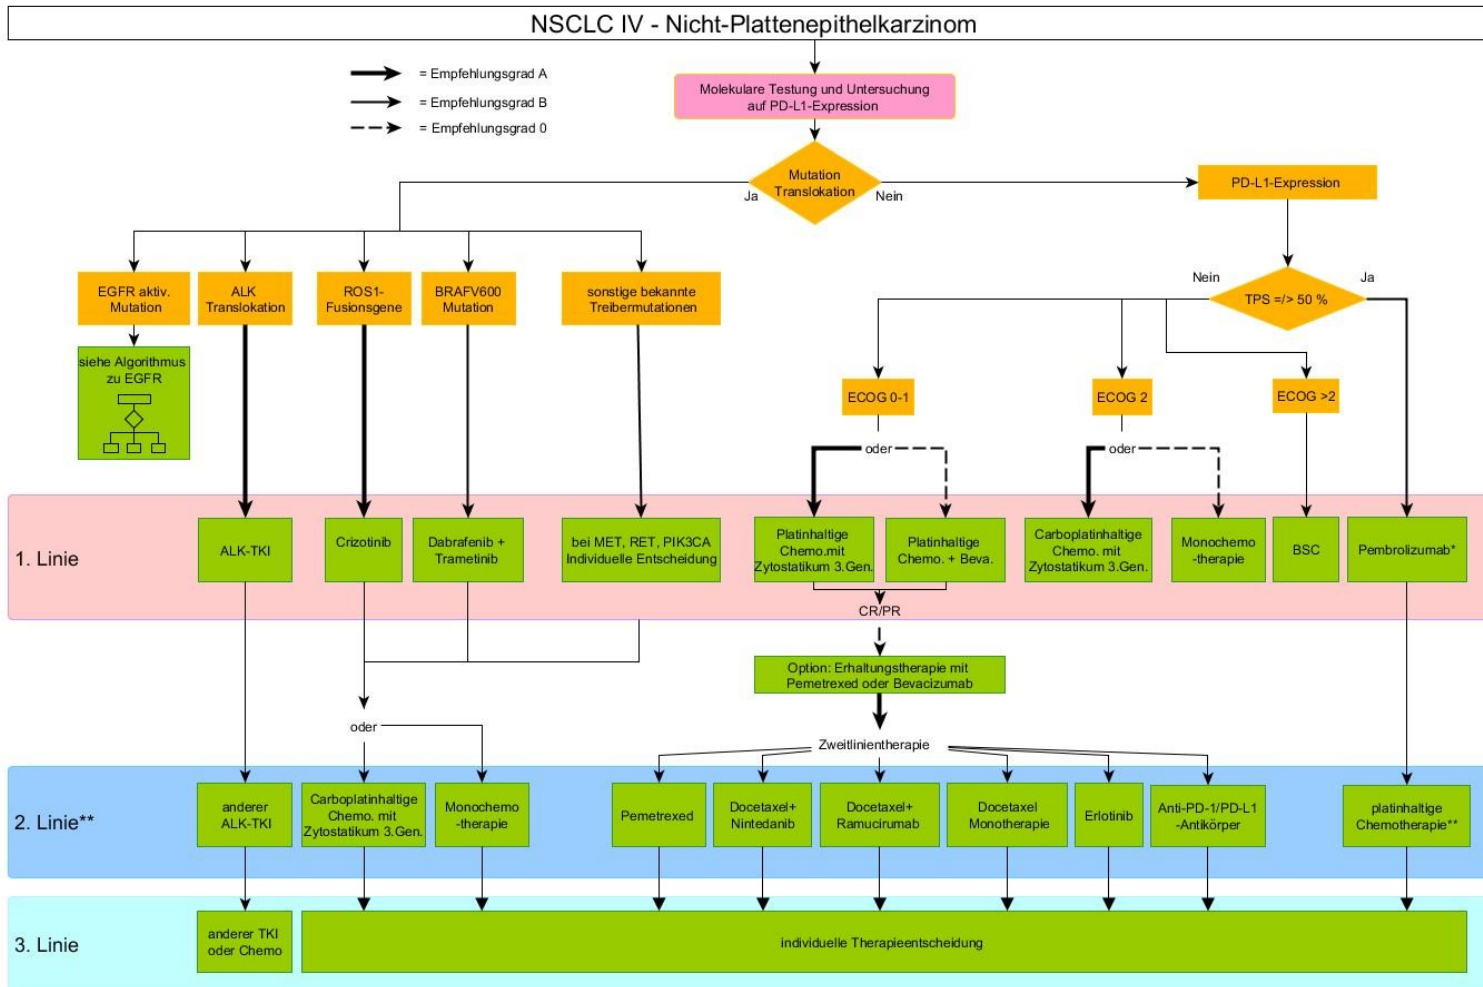 NSCLC IV - Nicht-Plattenepithelkarzinom
= Empfehlungsgrad A
= Empfehlungsgrad B
= Empfehlungsgrad 0
Molekulare Testung und Untersuchung
auf PD-L1-Expression
Mutation
Translokation
Ja
Nein
PD-L1-Expression
EGFR aktiv.
Mutation
ALK
Translokation
ROS1-
Fusionsgene
BRAFV600
Mutation
sonstige bekannte
Treibermutationen
Nein
Ja
TPS =/> 50 %
siehe Algorithmus
zu EGFR
ECOG 0-1
ECOG 2
ECOG >2
oder
oder
1. Linie
ALK-TKI
Crizotinib
Dabrafenib +
Trametinib
bei MET, RET, PIK3CA
Individuelle Entscheidung
Platinhaltige
Chemo.mit
Zytostatikum 3.Gen.
Platinhaltige
Chemo. + Beva.
Carboplatinhaltige
Chemo. mit
Zytostatikum 3.Gen.
Monochemo
-therapie
BSC
Pembrolizumab*
CR/PR
Option: Erhaltungstherapie mit
Pemetrexed oder Bevacizumab
oder
Zweitlinientherapie
2. Linie**
anderer
ALK-TKI
Carboplatinhaltige
Chemo. mit
Zytostatikum 3.Gen.
Monochemo
-therapie
Pemetrexed
Docetaxel+
Nintedanib
Docetaxel+
Ramucirumab
Docetaxel
Monotherapie
Erlotinib
Anti-PD-1/PD-L1
-Antikörper
platinhaltige
Chemotherapie**
3. Linie
anderer TKI
oder Chemo
individuelle Therapieentscheidung